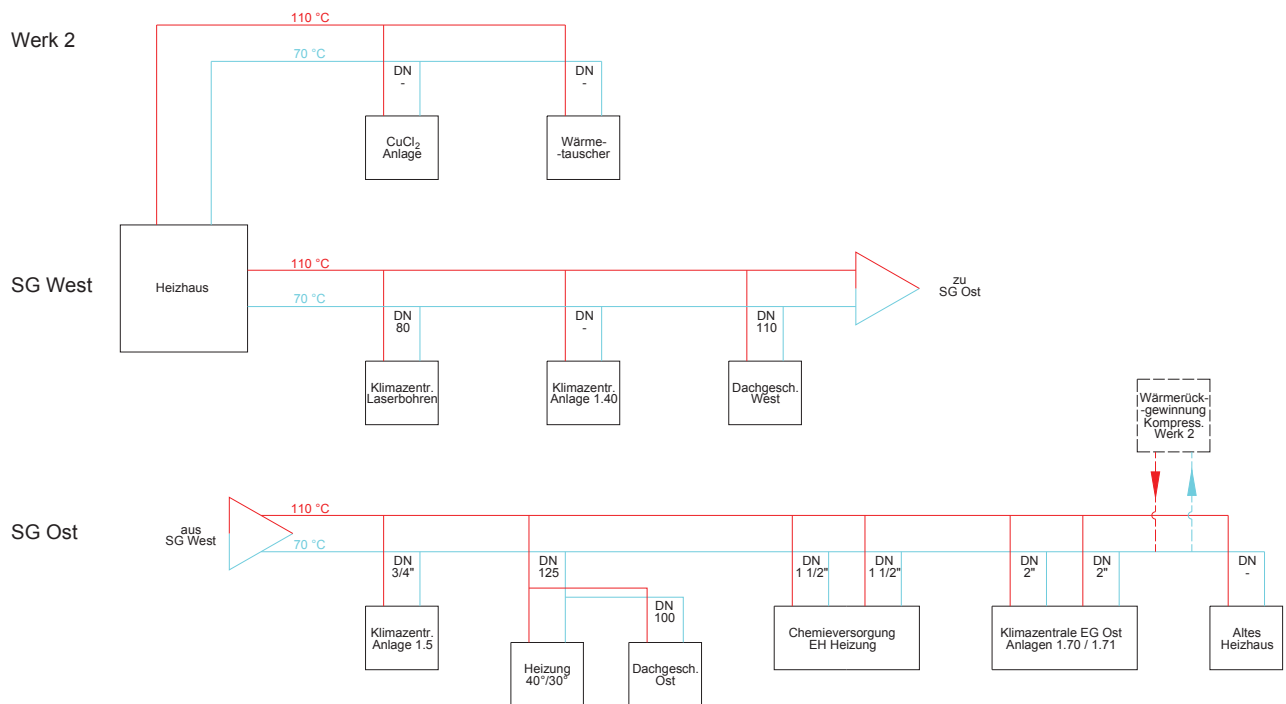 Werk 2
110 °C
70 °C
DN
-
DN
-
CuCl₂
Anlage
Wärme-
-tauscher
SG West
Heizhaus
110 °C
70 °C
DN
80
DN
-
DN
110
zu
SG Ost
Klimazentr.
Laserbohren
Klimazentr.
Anlage 1.40
Dachgesch.
West
Wärmerück-
-gewinnung
Kompress.
Werk 2
SG Ost
aus
SG West
110 °C
70 °C
DN
3/4"
DN
125
DN
100
DN
1 1/2"
DN
1 1/2"
DN
2"
DN
2"
DN
-
Klimazentr.
Anlage 1.5
Heizung
40°/30°
Dachgesch.
Ost
Chemieversorgung
EH Heizung
Klimazentrale EG Ost
Anlagen 1.70 / 1.71
Altes
Heizhaus